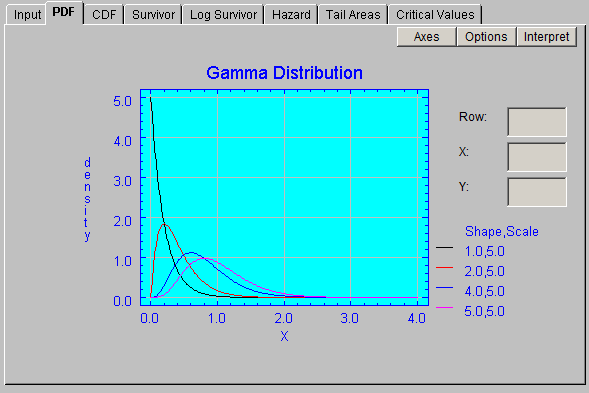 Input PDF CDF Survivor Log Survivor Hazard Tail Areas Critical Values
Axes Options Interpret
Gamma Distribution
density
5.0
4.0
3.0
2.0
1.0
0.0
0.0 1.0 2.0 3.0 4.0
X
Row:
X:
Y:
Shape,Scale
1.0,5.0
2.0,5.0
4.0,5.0
5.0,5.0